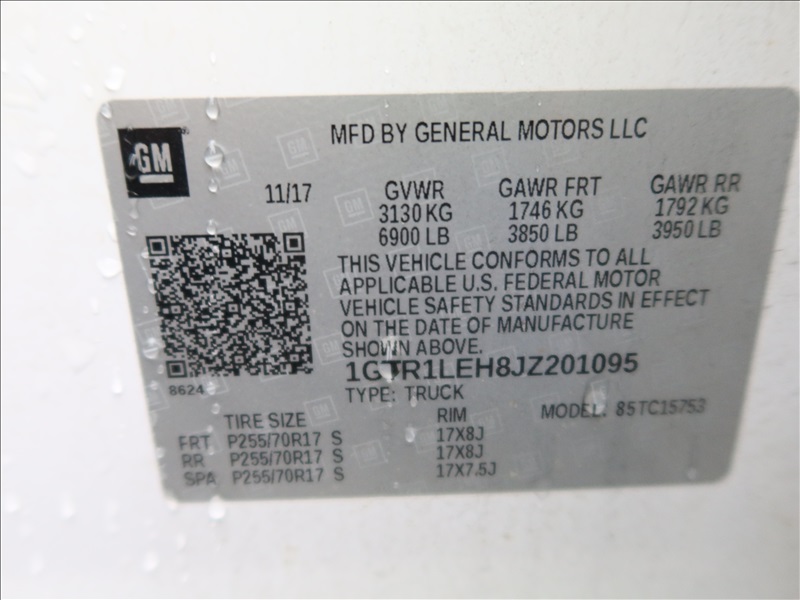 GM
MFD BY GENERAL MOTORS LLC
11/17 GVWR GAWR FRT GAWR RR
3130 KG 1746 KG 1792 KG
6900 LB 3850 LB 3950 LB
THIS VEHICLE CONFORMS TO ALL
APPLICABLE U.S. FEDERAL MOTOR
VEHICLE SAFETY STANDARDS IN EFFECT
ON THE DATE OF MANUFACTURE
SHOWN ABOVE.
8624
1GTR1LEH8JZ201095
TYPE: TRUCK
MODEL: 85TC15753
TIRE SIZE RIM
FRT P255/70R17 S 17X8J
RR P255/70R17 S 17X8J
SPA P255/70R17 S 17X7.5J